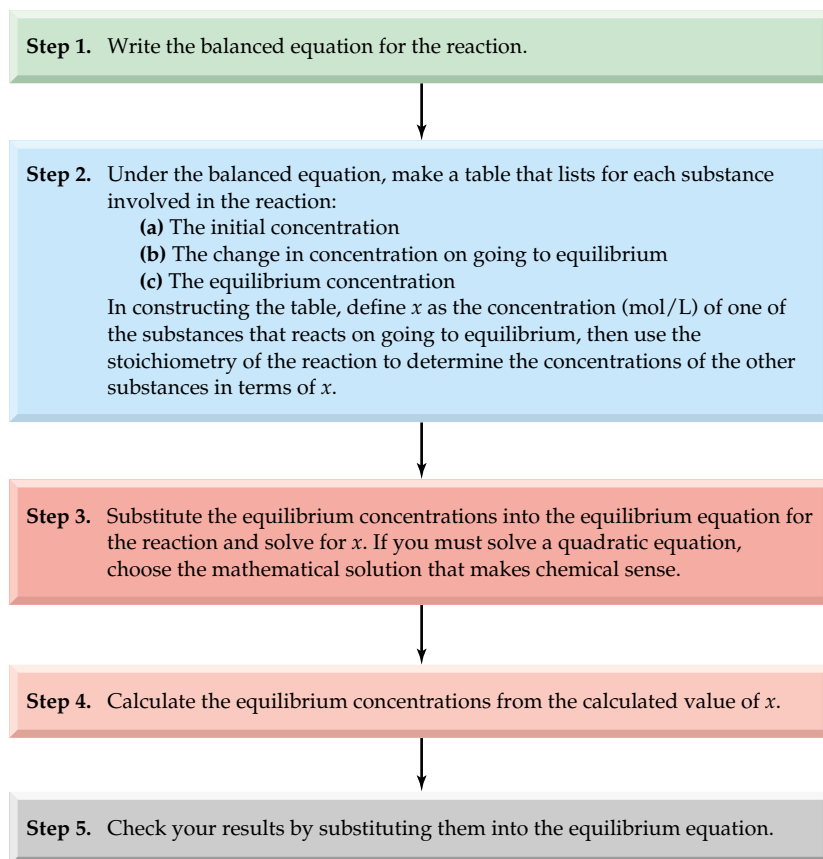 Step 1. Write the balanced equation for the reaction.
Step 2. Under the balanced equation, make a table that lists for each substance
involved in the reaction:
(a) The initial concentration
(b) The change in concentration on going to equilibrium
(c) The equilibrium concentration
In constructing the table, define x as the concentration (mol/L) of one of
the substances that reacts on going to equilibrium, then use the
stoichiometry of the reaction to determine the concentrations of the other
substances in terms of x.
Step 3. Substitute the equilibrium concentrations into the equilibrium equation for
the reaction and solve for x. If you must solve a quadratic equation,
choose the mathematical solution that makes chemical sense.
Step 4. Calculate the equilibrium concentrations from the calculated value of x.
Step 5. Check your results by substituting them into the equilibrium equation.